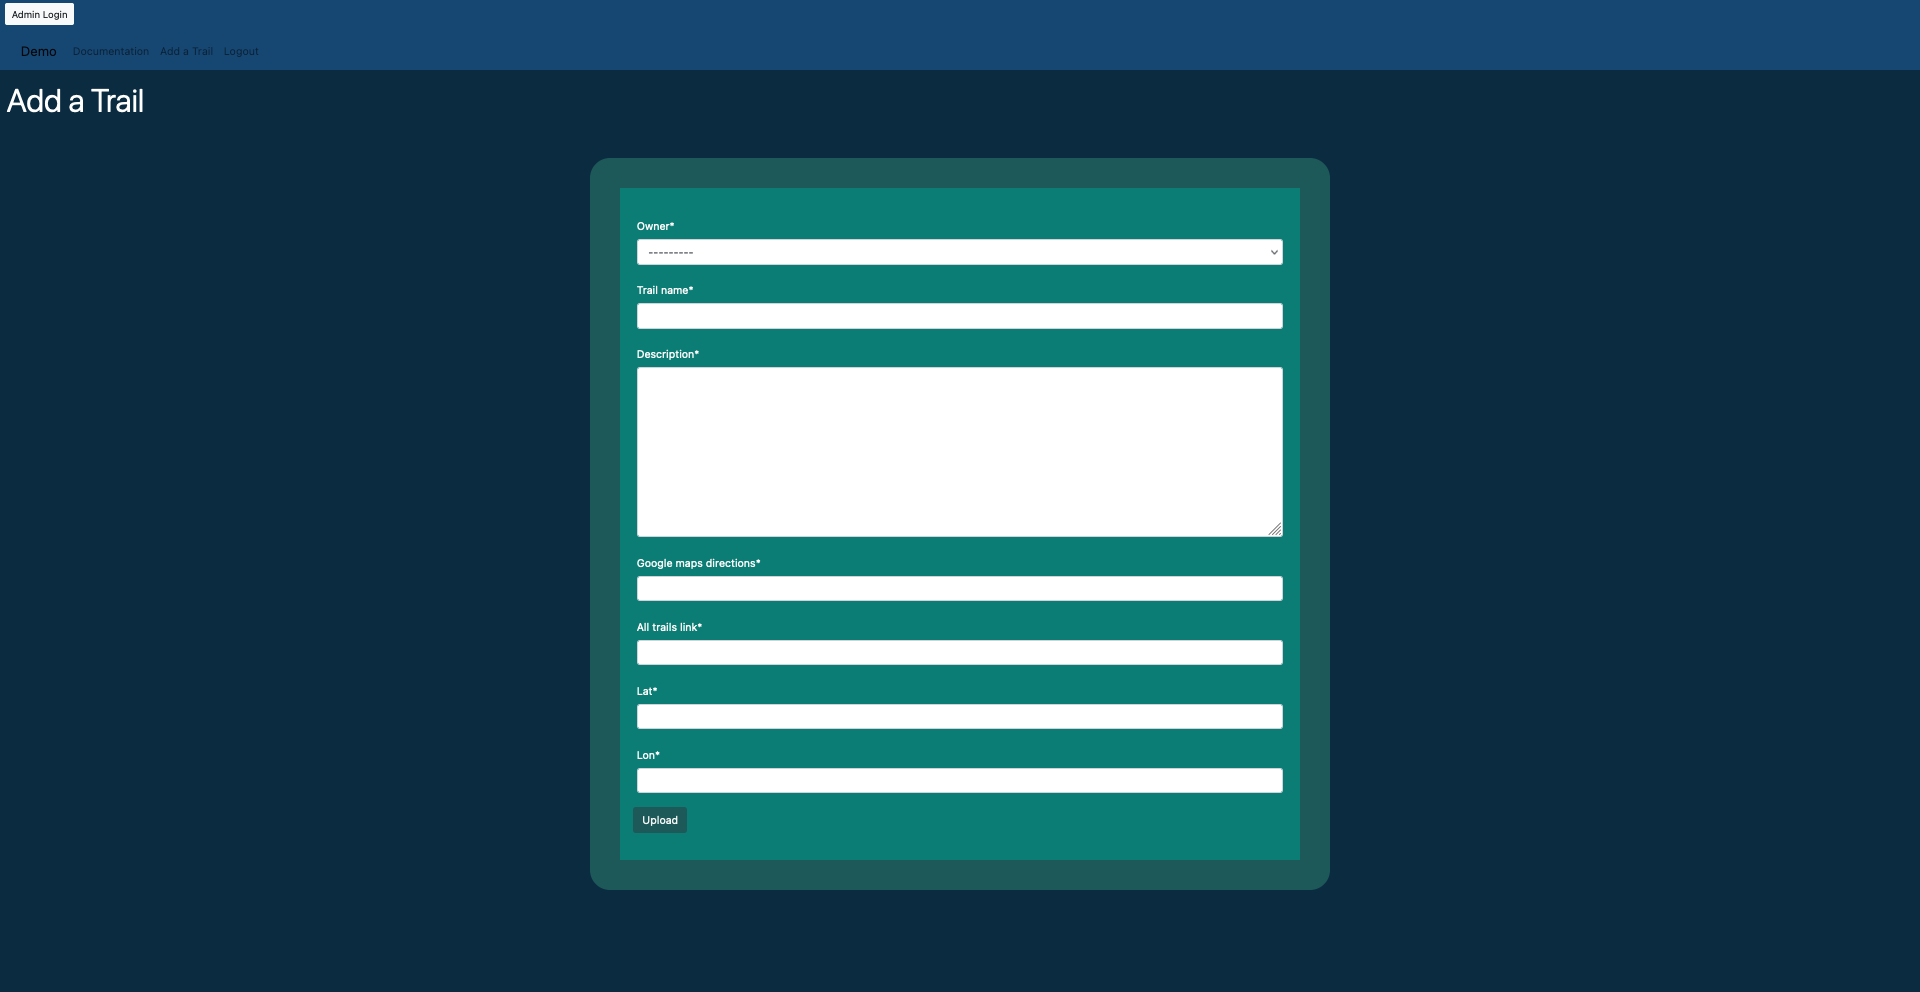 Admin Login
Demo Documentation Add a Trail Logout
Add a Trail
Owner*
---------
Trail name*
Description*
Google maps directions*
All trails link*
Lat*
Lon*
Upload